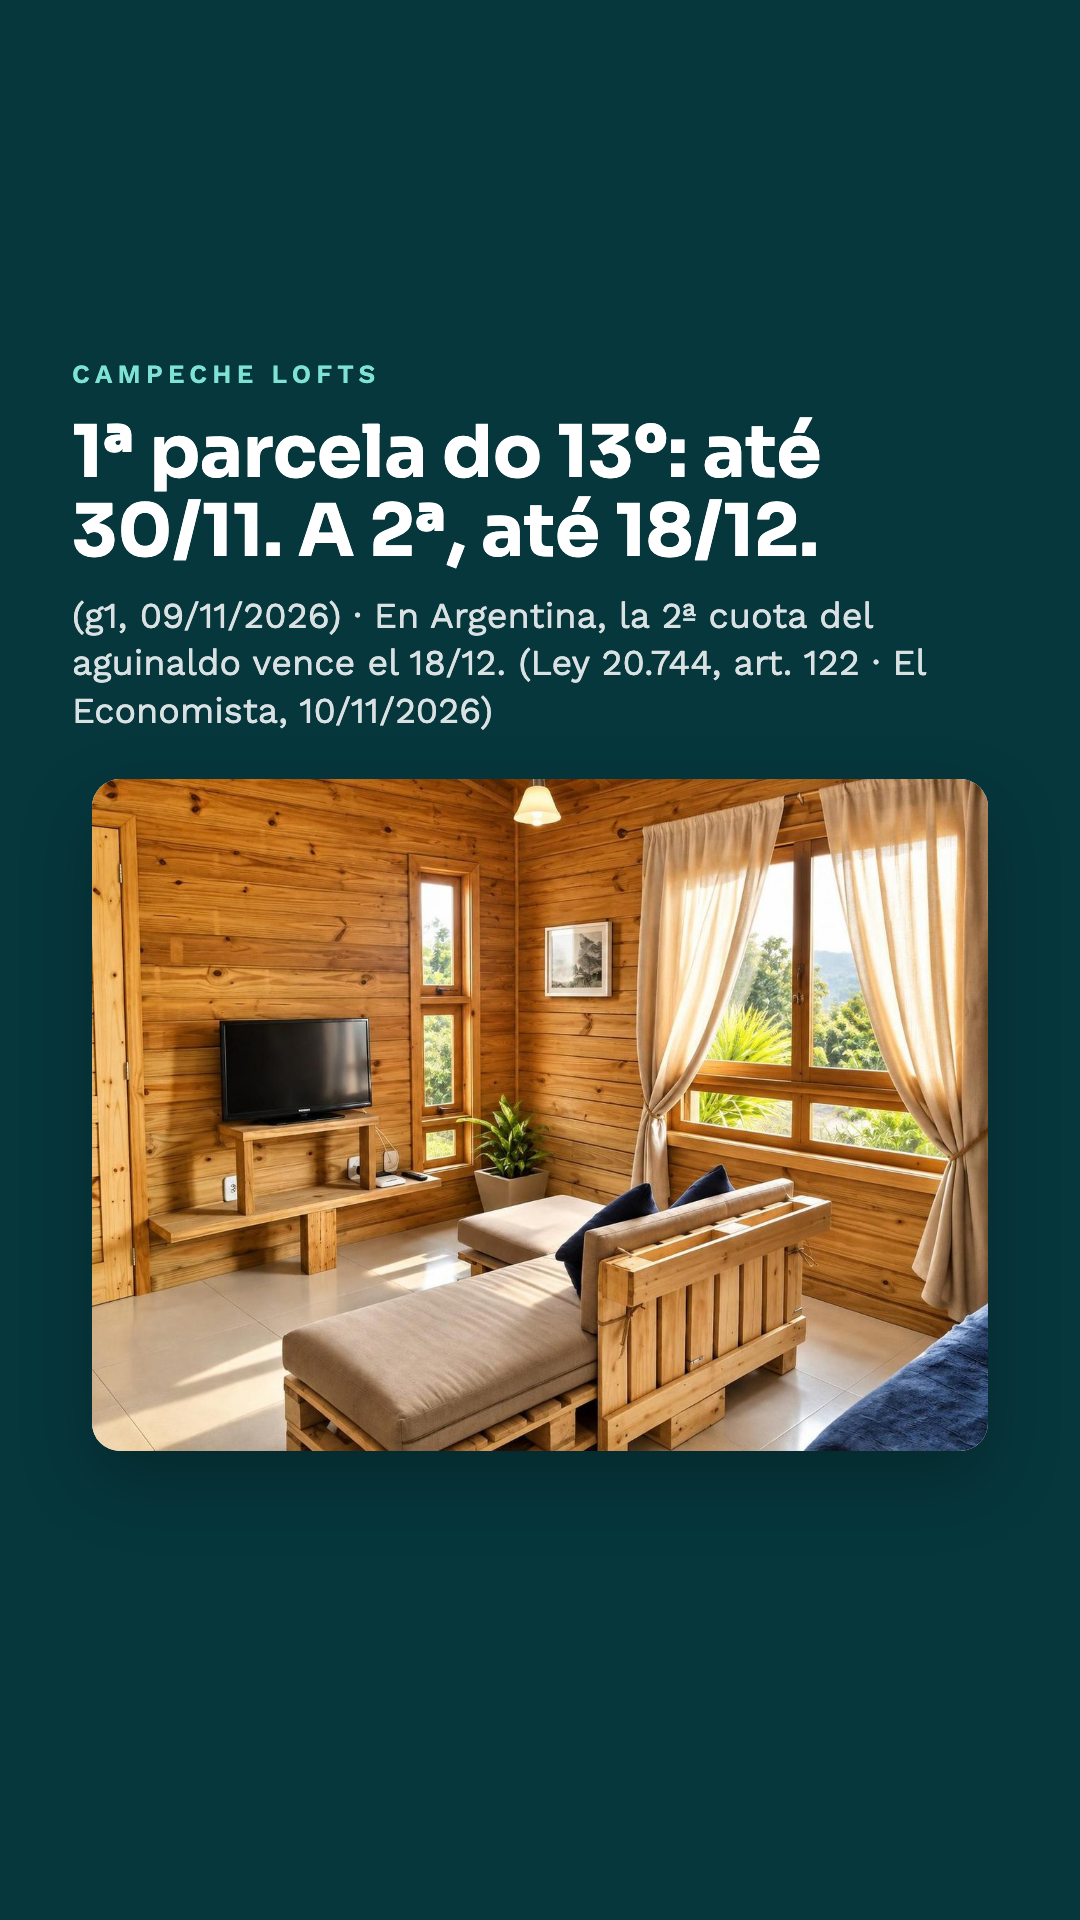 CAMPECHE LOFTS
1ª parcela do 13º: até
30/11. A 2ª, até 18/12.
(g1, 09/11/2026) · En Argentina, la 2ª cuota del
aguinaldo vence el 18/12. (Ley 20.744, art. 122 · El
Economista, 10/11/2026)